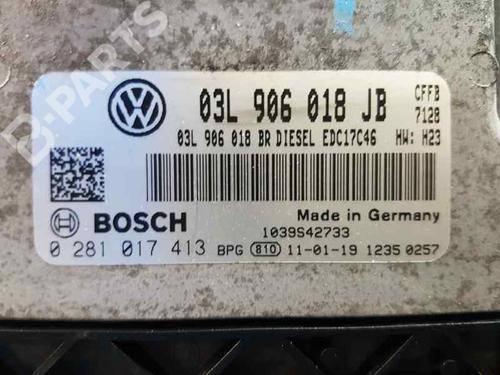 B-PARTS
03L 906 018 JB
CFFB
7128
03L 906 018 BR DIESEL EDC17C46
HW: H23
BOSCH
Made in Germany
1039S42733
0 281 017 413 BPG 810 11-01-19 1235 0257